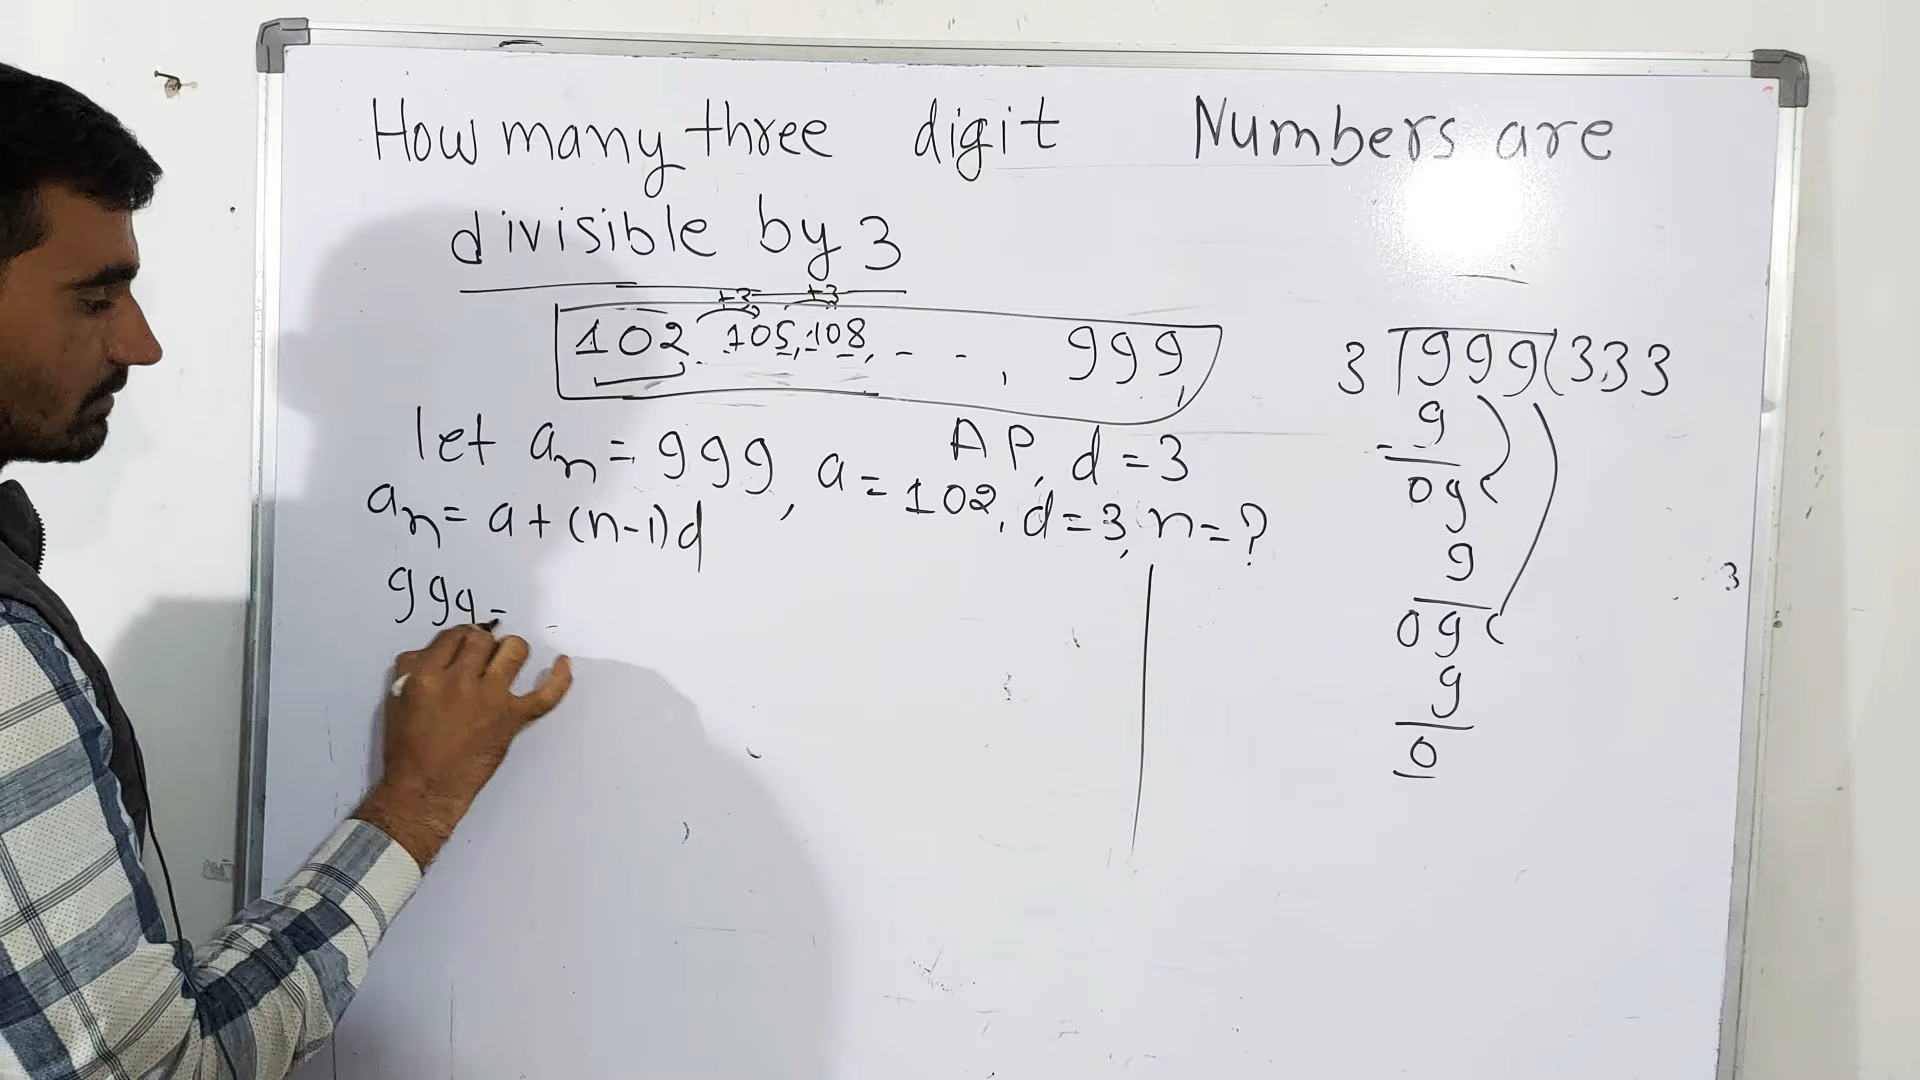 How many three digit Numbers are
divisible by 3
+3 +3
102, 105, 108, - - , 999,
AP, d = 3
let an = 999, a = 102, d = 3, n = ?
an = a + (n-1)d
999 =
3 999 333
9
09
9
09
9
0
3